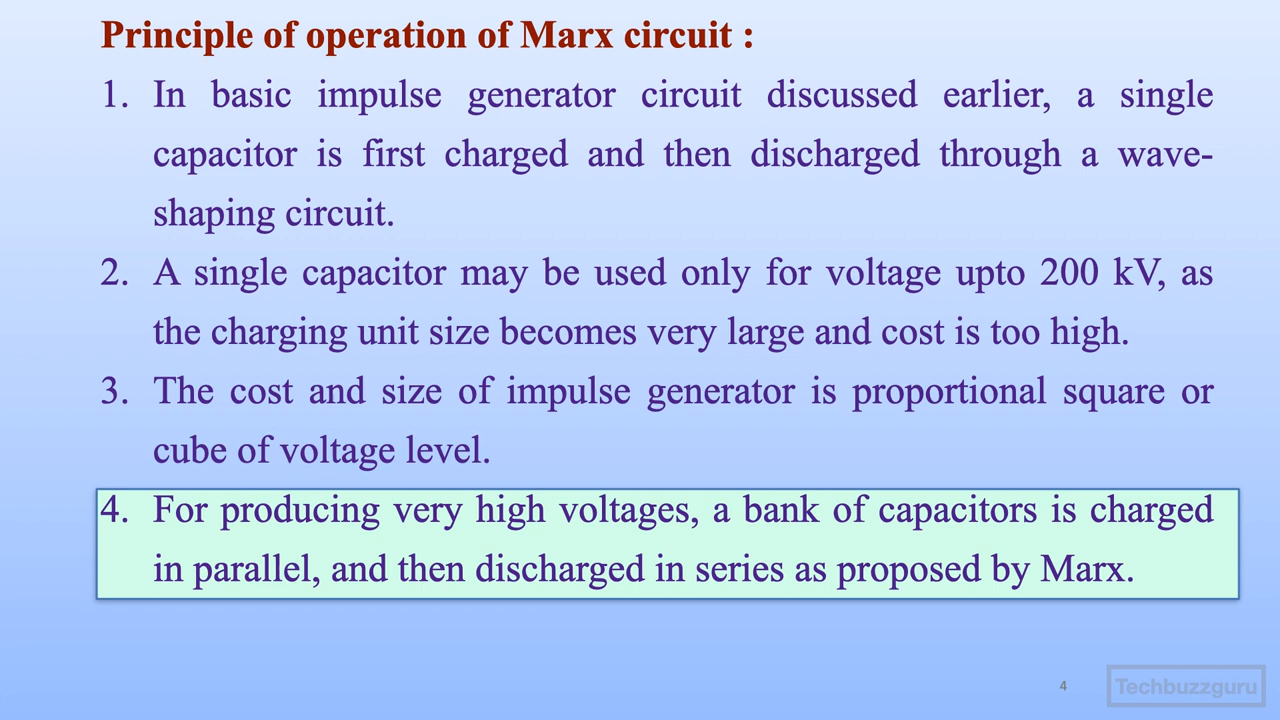 Principle of operation of Marx circuit :
1. In basic impulse generator circuit discussed earlier, a single
capacitor is first charged and then discharged through a wave-
shaping circuit.
2. A single capacitor may be used only for voltage upto 200 kV, as
the charging unit size becomes very large and cost is too high.
3. The cost and size of impulse generator is proportional square or
cube of voltage level.
4. For producing very high voltages, a bank of capacitors is charged
in parallel, and then discharged in series as proposed by Marx.
4
Techbuzzguru